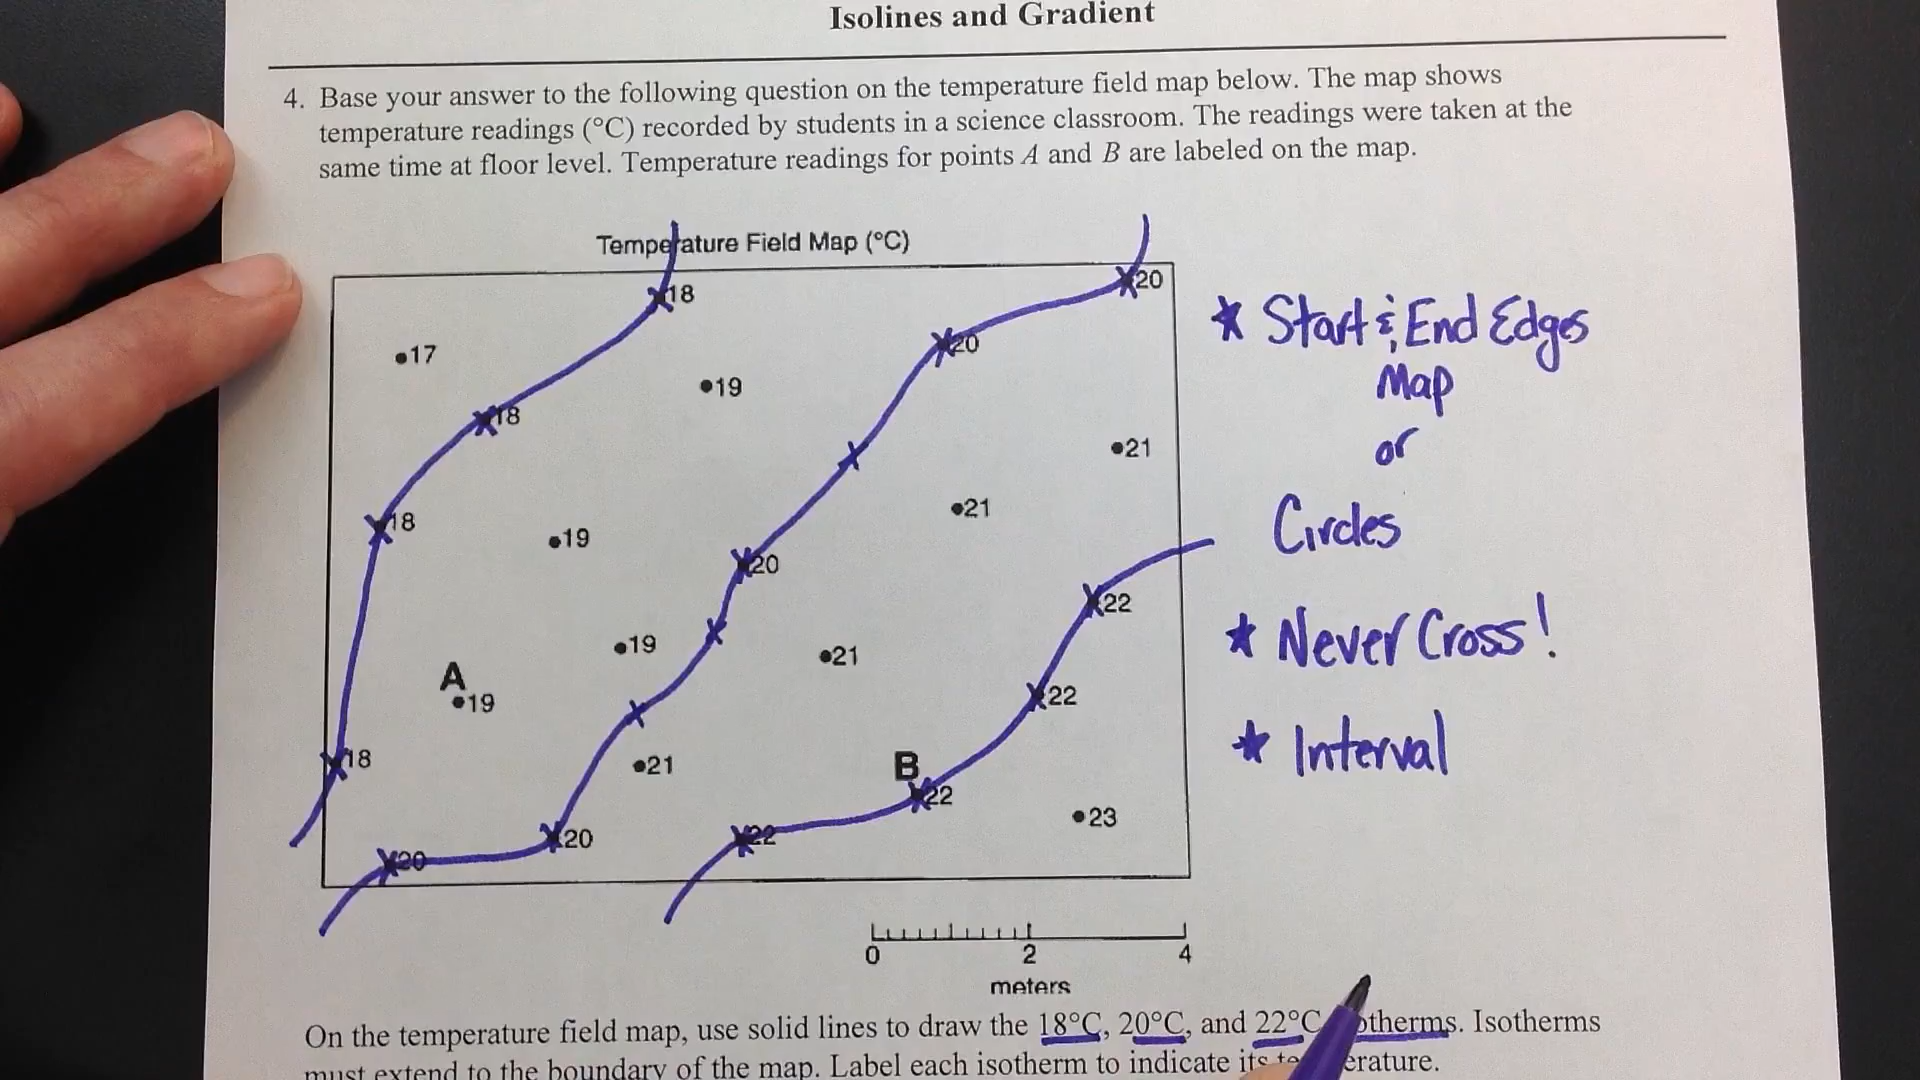 Isolines and Gradient
4. Base your answer to the following question on the temperature field map below. The map shows
temperature readings (°C) recorded by students in a science classroom. The readings were taken at the
same time at floor level. Temperature readings for points A and B are labeled on the map.
Temperature Field Map (°C)
18
20
17
19
20
18
21
18
19
21
20
22
19
21
A
19
22
18
21
B
22
20
22
23
20
0 2 4
meters
* Start & End Edges
Map
or
Circles
* Never Cross!
* Interval
On the temperature field map, use solid lines to draw the 18°C, 20°C, and 22°C otherms. Isotherms
must extend to the boundary of the map. Label each isotherm to indicate its te erature.